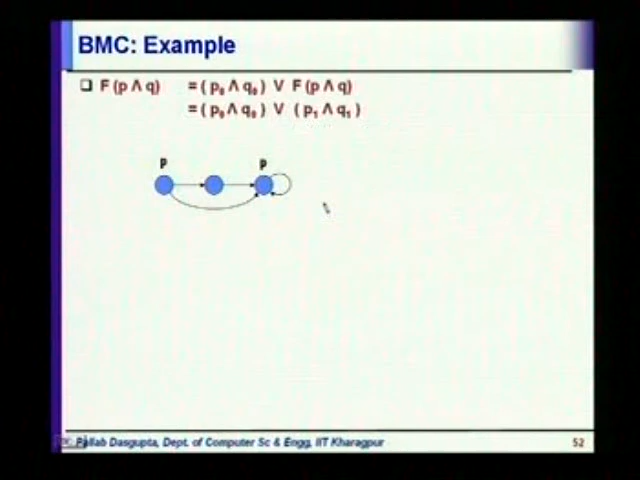 BMC: Example
F (p Λ q) = ( p₀ Λ q₀ ) V F (p Λ q)
= ( p₀ Λ q₀ ) V ( p₁ Λ q₁ )
p p
Pallab Dasgupta, Dept. of Computer Sc & Engg, IIT Kharagpur 52